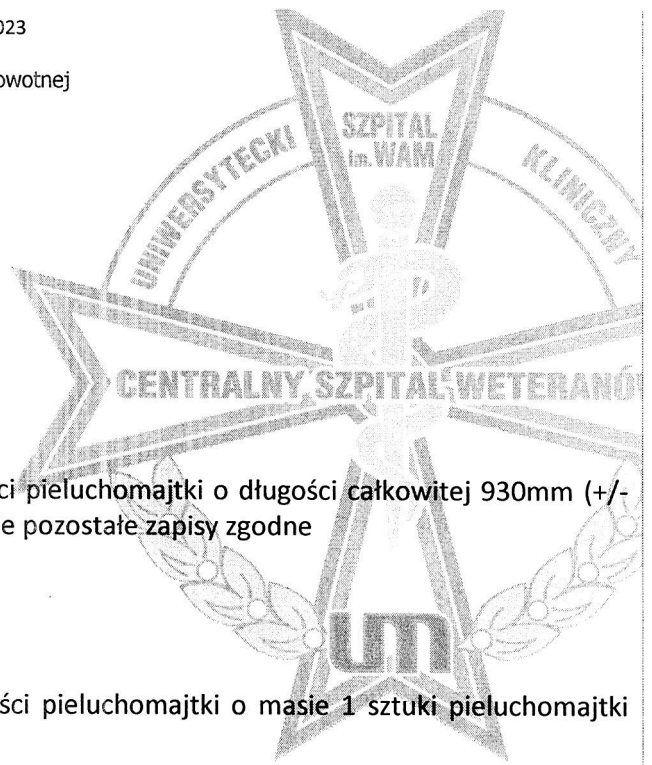 023
owotnej
SZPITAL
im. WAM
UNIWERSYTECKI
KLINICZNY
CENTRALNY SZPITAL WETERANÓW
ci pieluchomajtki o długości całkowitej 930mm (+/-
e pozostałe zapisy zgodne
um
ści pieluchomajtki o masie 1 sztuki pieluchomajtki